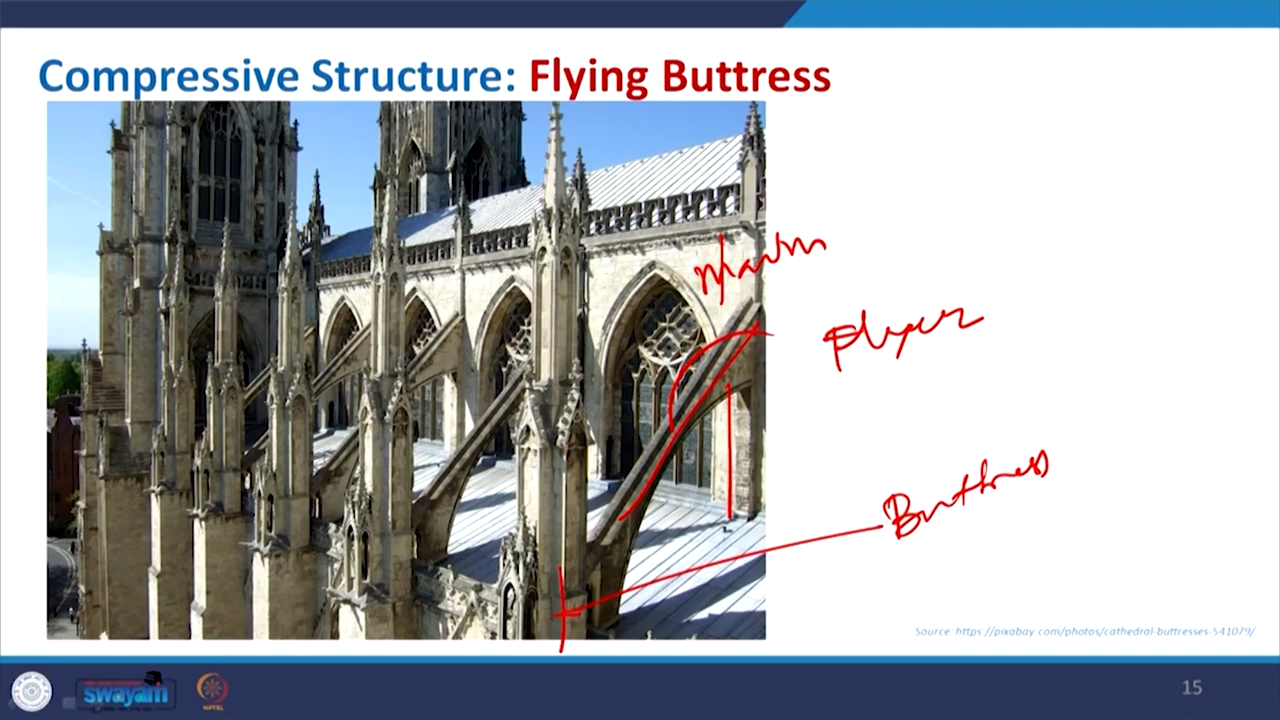 Compressive Structure: Flying Buttress
Flyer
Buttress
Source: https://pixabay.com/photos/cathedral-buttresses-541079/
swayam
NPTEL
15